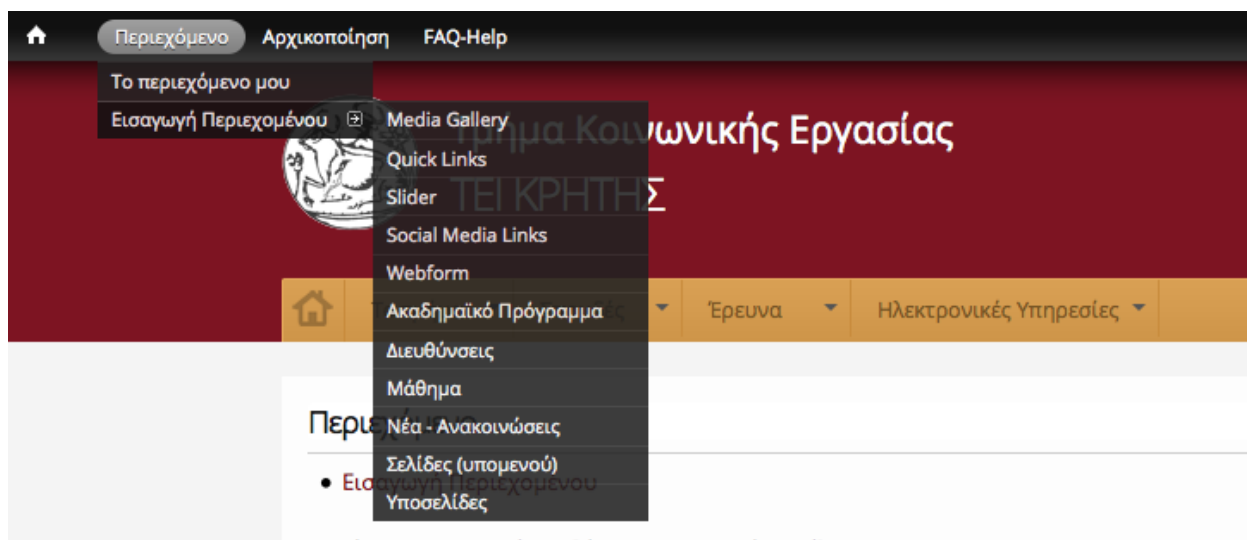 Περιεχόμενο Αρχικοποίηση FAQ-Help
Το περιεχόμενο μου
Εισαγωγή Περιεχομένου
Media Gallery
Quick Links
Slider
Social Media Links
Webform
Ακαδημαϊκό Πρόγραμμα
Διευθύνσεις
Μάθημα
Νέα - Ανακοινώσεις
Σελίδες (υπομενού)
Υποσελίδες
Τμήμα Κοινωνικής Εργασίας
ΤΕΙ ΚΡΗΤΗΣ
Έρευνα Ηλεκτρονικές Υπηρεσίες
Περιεχόμενο
Εισαγωγή Περιεχομένου